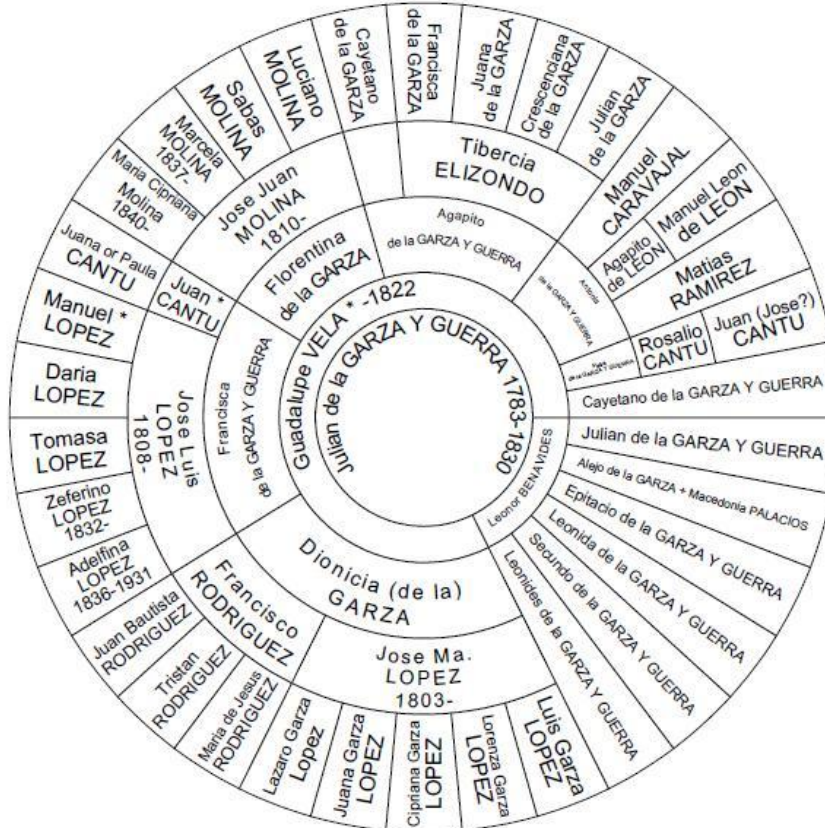 Julian de la GARZA Y GUERRA 1783-1830
Guadalupe VELA * -1822
Leonor BENAVIDES
Florentina
de la GARZA
Agapito
de la GARZA Y GUERRA
Antonia
de la GARZA Y GUERRA
de la GARZA Y GUERRA
Cayetano de la GARZA Y GUERRA
Julian de la GARZA Y GUERRA
Alejo de la GARZA + Macedonia PALACIOS
Epitacio de la GARZA Y GUERRA
Leonida de la GARZA Y GUERRA
Secundo de la GARZA Y GUERRA
Leonides de la GARZA Y GUERRA
Dionicia (de la)
GARZA
Francisca
de la GARZA Y GUERRA
Jose Juan
MOLINA
1810-
Tibercia
ELIZONDO
Manuel
CARAVAJAL
Agapito
de LEON
Manuel Leon
de LEON
Matias
RAMIREZ
Rosalio
CANTU
Juan (Jose?)
CANTU
Jose Ma.
LOPEZ
1803-
Francisco
RODRIGUEZ
Jose Luis
LOPEZ
1808-
Juan *
CANTU
Cayetano
de la GARZA
Francisca
de la GARZA
Juana
de la GARZA
Crescenciana
de la GARZA
Julian
de la GARZA
Luis Garza
LOPEZ
Lorenza Garza
LOPEZ
Cipriana Garza
LOPEZ
Juana Garza
LOPEZ
Lazaro Garza
Lopez
Maria de Jesus
RODRIGUEZ
Tristan
RODRIGUEZ
Juan Bautista
RODRIGUEZ
Adelfina
LOPEZ
1836-1931
Zeferino
LOPEZ
1832-
Tomasa
LOPEZ
Daria
LOPEZ
Manuel *
LOPEZ
Juana or Paula
CANTU
Maria Cipriana
Molina
1840-
Marcela
MOLINA
1837-
Sabas
MOLINA
Luciano
MOLINA